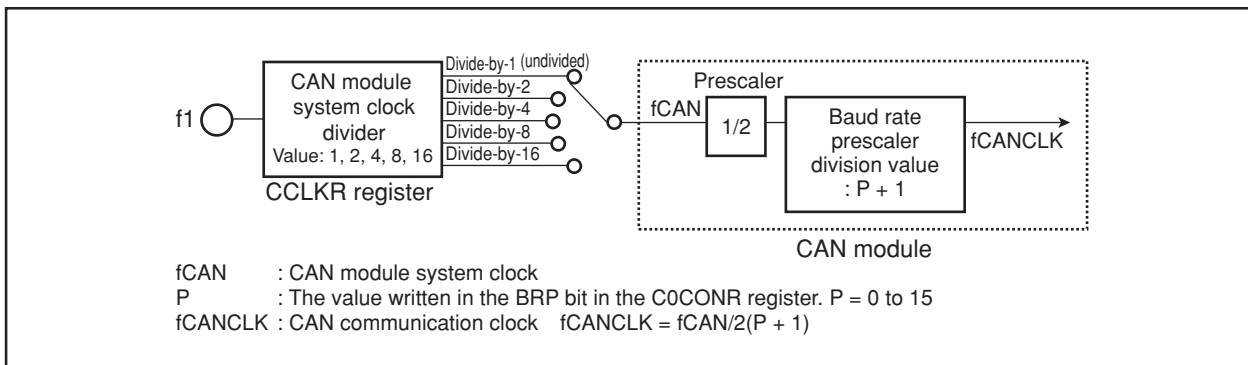 f1
CAN module
system clock
divider
Value: 1, 2, 4, 8, 16
CCLKR register
Divide-by-1 (undivided)
Divide-by-2
Divide-by-4
Divide-by-8
Divide-by-16
fCAN
Prescaler
1/2
Baud rate
prescaler
division value
: P + 1
fCANCLK
CAN module
fCAN : CAN module system clock
P : The value written in the BRP bit in the C0CONR register. P = 0 to 15
fCANCLK : CAN communication clock fCANCLK = fCAN/2(P + 1)